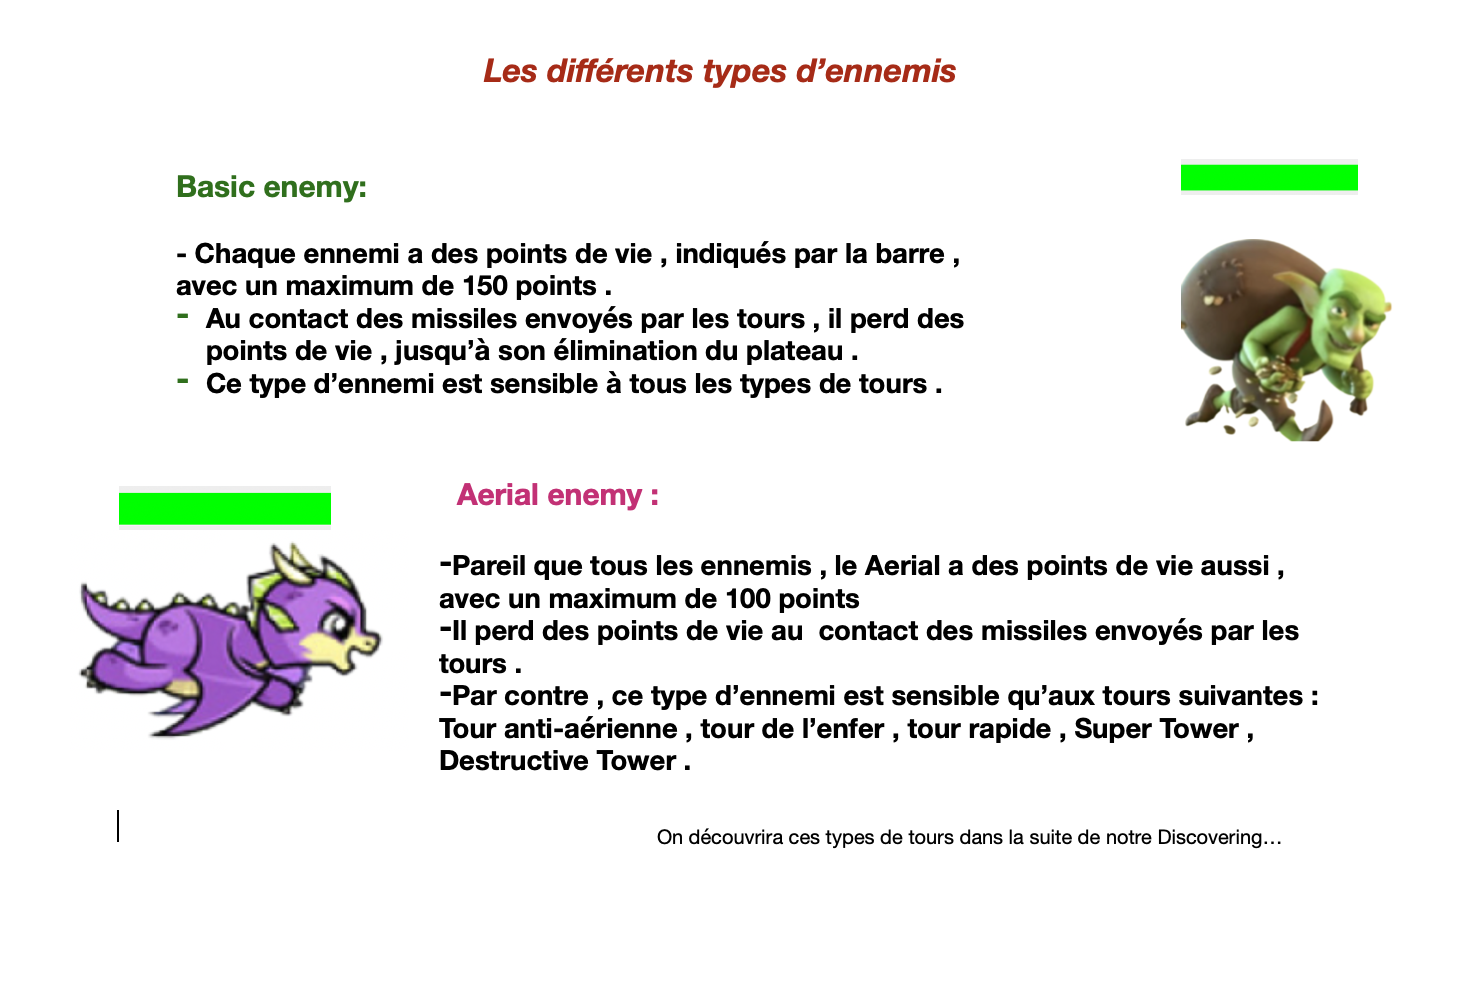 Les différents types d’ennemis
Basic enemy:
- Chaque ennemi a des points de vie , indiqués par la barre ,
avec un maximum de 150 points .
- Au contact des missiles envoyés par les tours , il perd des
points de vie , jusqu’à son élimination du plateau .
- Ce type d’ennemi est sensible à tous les types de tours .
Aerial enemy :
-Pareil que tous les ennemis , le Aerial a des points de vie aussi ,
avec un maximum de 100 points
-Il perd des points de vie au  contact des missiles envoyés par les
tours .
-Par contre , ce type d’ennemi est sensible qu’aux tours suivantes :
Tour anti-aérienne , tour de l’enfer , tour rapide , Super Tower ,
Destructive Tower .
On découvrira ces types de tours dans la suite de notre Discovering…